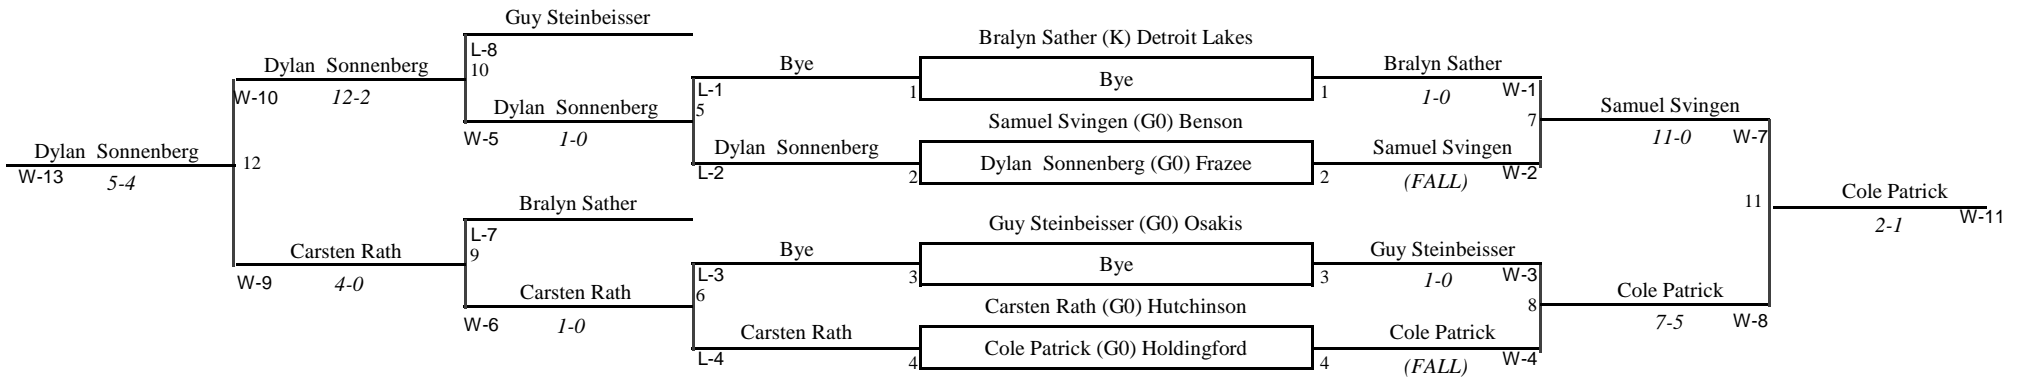 Guy Steinbeisser
L-8
10
Dylan  Sonnenberg
W-10
12-2
Dylan  Sonnenberg
W-5
1-0
Dylan  Sonnenberg
W-13
5-4
12
Bralyn Sather
L-7
9
Carsten Rath
W-9
4-0
Carsten Rath
W-6
1-0
Bye
L-1
5
1
Dylan  Sonnenberg
L-2
2
Bye
L-3
6
3
Carsten Rath
L-4
4
Bralyn Sather (K) Detroit Lakes
Bye
Samuel Svingen (G0) Benson
Dylan  Sonnenberg (G0) Frazee
Guy Steinbeisser (G0) Osakis
Bye
Carsten Rath (G0) Hutchinson
Cole Patrick (G0) Holdingford
Bralyn Sather
1
1-0
W-1
7
Samuel Svingen
2
(FALL)
W-2
Guy Steinbeisser
3
1-0
W-3
8
Cole Patrick
4
(FALL)
W-4
Samuel Svingen
11-0
W-7
11
Cole Patrick
7-5
W-8
Cole Patrick
2-1
W-11